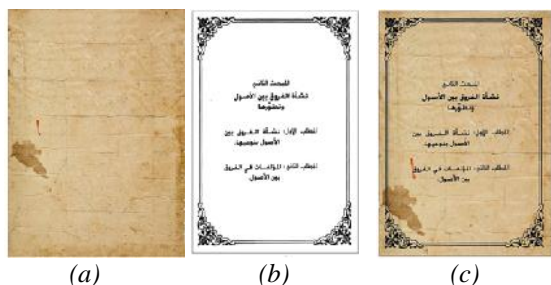 المبحث الثاني
نشأة الفروق بين الأصول
وتطورها
المطلب الأول: نشأة الفروق بين
الأصول بنوعيها.
المطلب الثاني: المؤلفات في الفروق
بين الأصول.
المبحث الثاني
نشأة الفروق بين الأصول
وتطورها
المطلب الأول: نشأة الفروق بين
الأصول بنوعيها.
المطلب الثاني: المؤلفات في الفروق
بين الأصول.
(a) (b) (c)